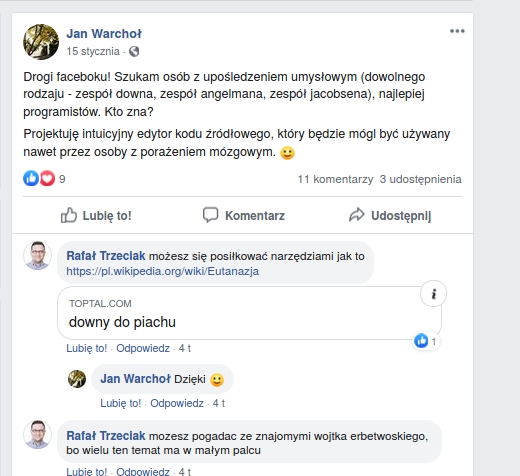 Jan Warchoł
15 stycznia ·
Drogi faceboku! Szukam osób z upośledzeniem umysłowym (dowolnego
rodzaju - zespół downa, zespół angelmana, zespół jacobsena), najlepiej
programistów. Kto zna?
Projektuję intuicyjny edytor kodu źródłowego, który będzie mógl być używany
nawet przez osoby z porażeniem mózgowym.
9
11 komentarzy 3 udostępnienia
Lubię to! Komentarz Udostępnij
Rafał Trzeciak możesz się posiłkować narzędziami jak to
https://pl.wikipedia.org/wiki/Eutanazja
TOPTAL.COM
downy do piachu
1
Lubię to! · Odpowiedz · 4 t
Jan Warchoł Dzięki
Lubię to! · Odpowiedz · 4 t
Rafał Trzeciak mozesz pogadac ze znajomymi wojtka erbetwoskiego,
bo wielu ten temat ma w małym palcu
Lubię to! · Odpowiedz · 4 t